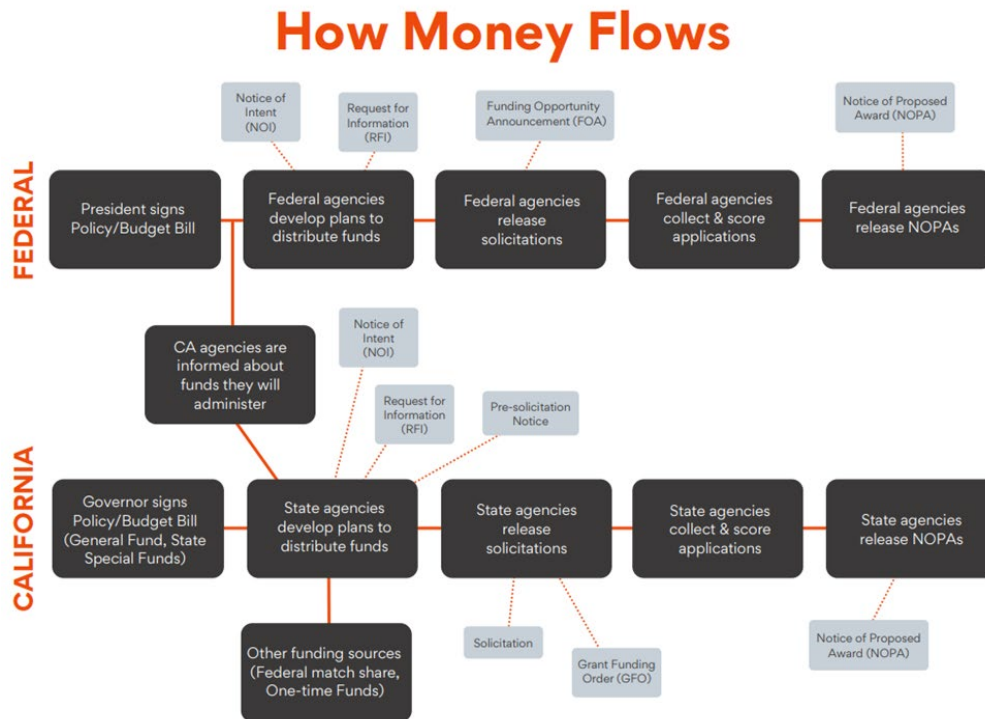 How Money Flows
Notice of
Intent
(NOI)
Request for
Information
(RFI)
Funding Opportunity
Announcement (FOA)
Notice of Proposed
Award (NOPA)
FEDERAL
President signs
Policy/Budget Bill
Federal agencies
develop plans to
distribute funds
Federal agencies
release
solicitations
Federal agencies
collect & score
applications
Federal agencies
release NOPAs
CA agencies are
informed about
funds they will
administer
Notice of
Intent
(NOI)
Request for
Information
(RFI)
Pre-solicitation
Notice
CALIFORNIA
Governor signs
Policy/Budget Bill
(General Fund, State
Special Funds)
State agencies
develop plans to
distribute funds
State agencies
release
solicitations
State agencies
collect & score
applications
State agencies
release NOPAs
Other funding sources
(Federal match share,
One-time Funds)
Solicitation
Grant Funding
Order (GFO)
Notice of Proposed
Award (NOPA)